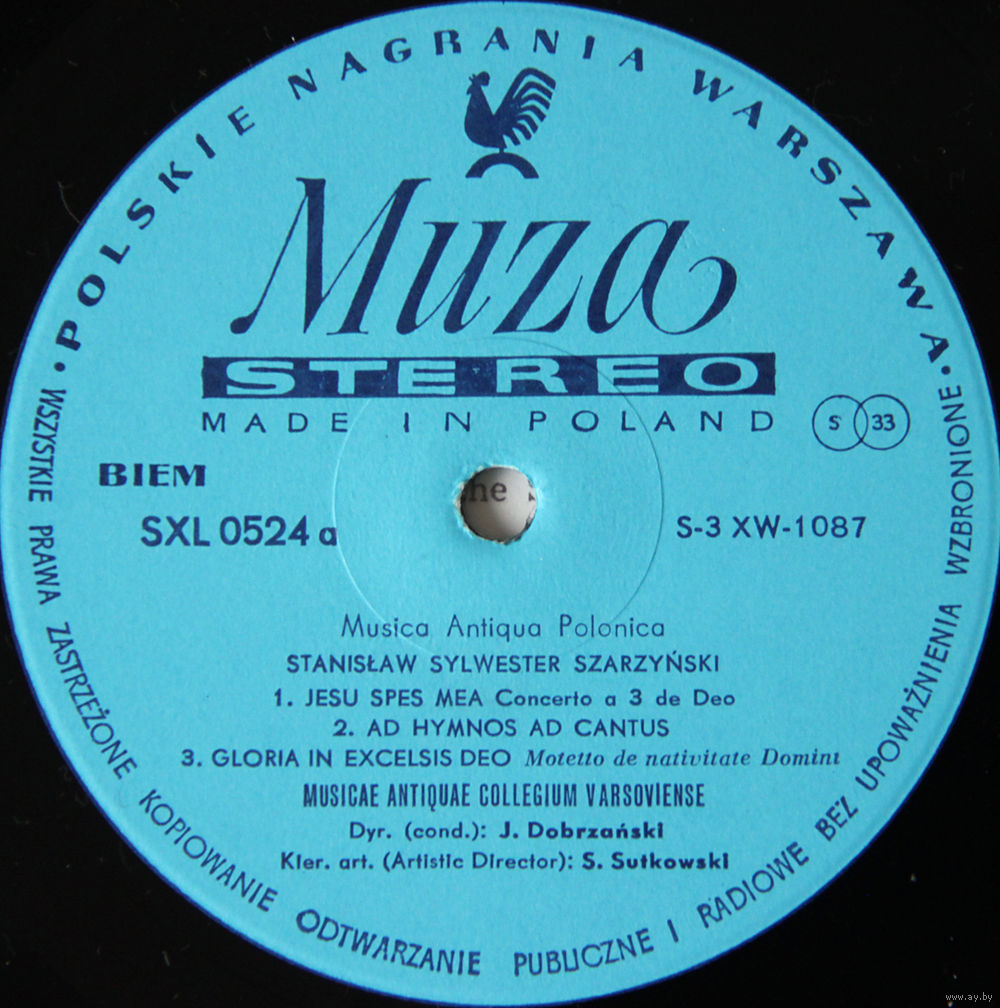 • POLSKIE NAGRANIA WARSZAWA •
Muza
STEREO
MADE IN POLAND
S 33
BIEM
he
SXL 0524 a
S-3 XW-1087
Musica Antiqua Polonica
STANISŁAW SYLWESTER SZARZYŃSKI
1. JESU SPES MEA Concerto a 3 de Deo
2. AD HYMNOS AD CANTUS
3. GLORIA IN EXCELSIS DEO Motetto de nativitate Domini
MUSICAE ANTIQUAE COLLEGIUM VARSOVIENSE
Dyr. (cond.): J. Dobrzański
Kier. art. (Artistic Director): S. Sutkowski
WSZYSTKIE PRAWA ZASTRZEŻONE KOPIOWANIE ODTWARZANIE PUBLICZNE I RADIOWE BEZ UPOWAŻNIENIA WZBRONIONE
www.ay.by